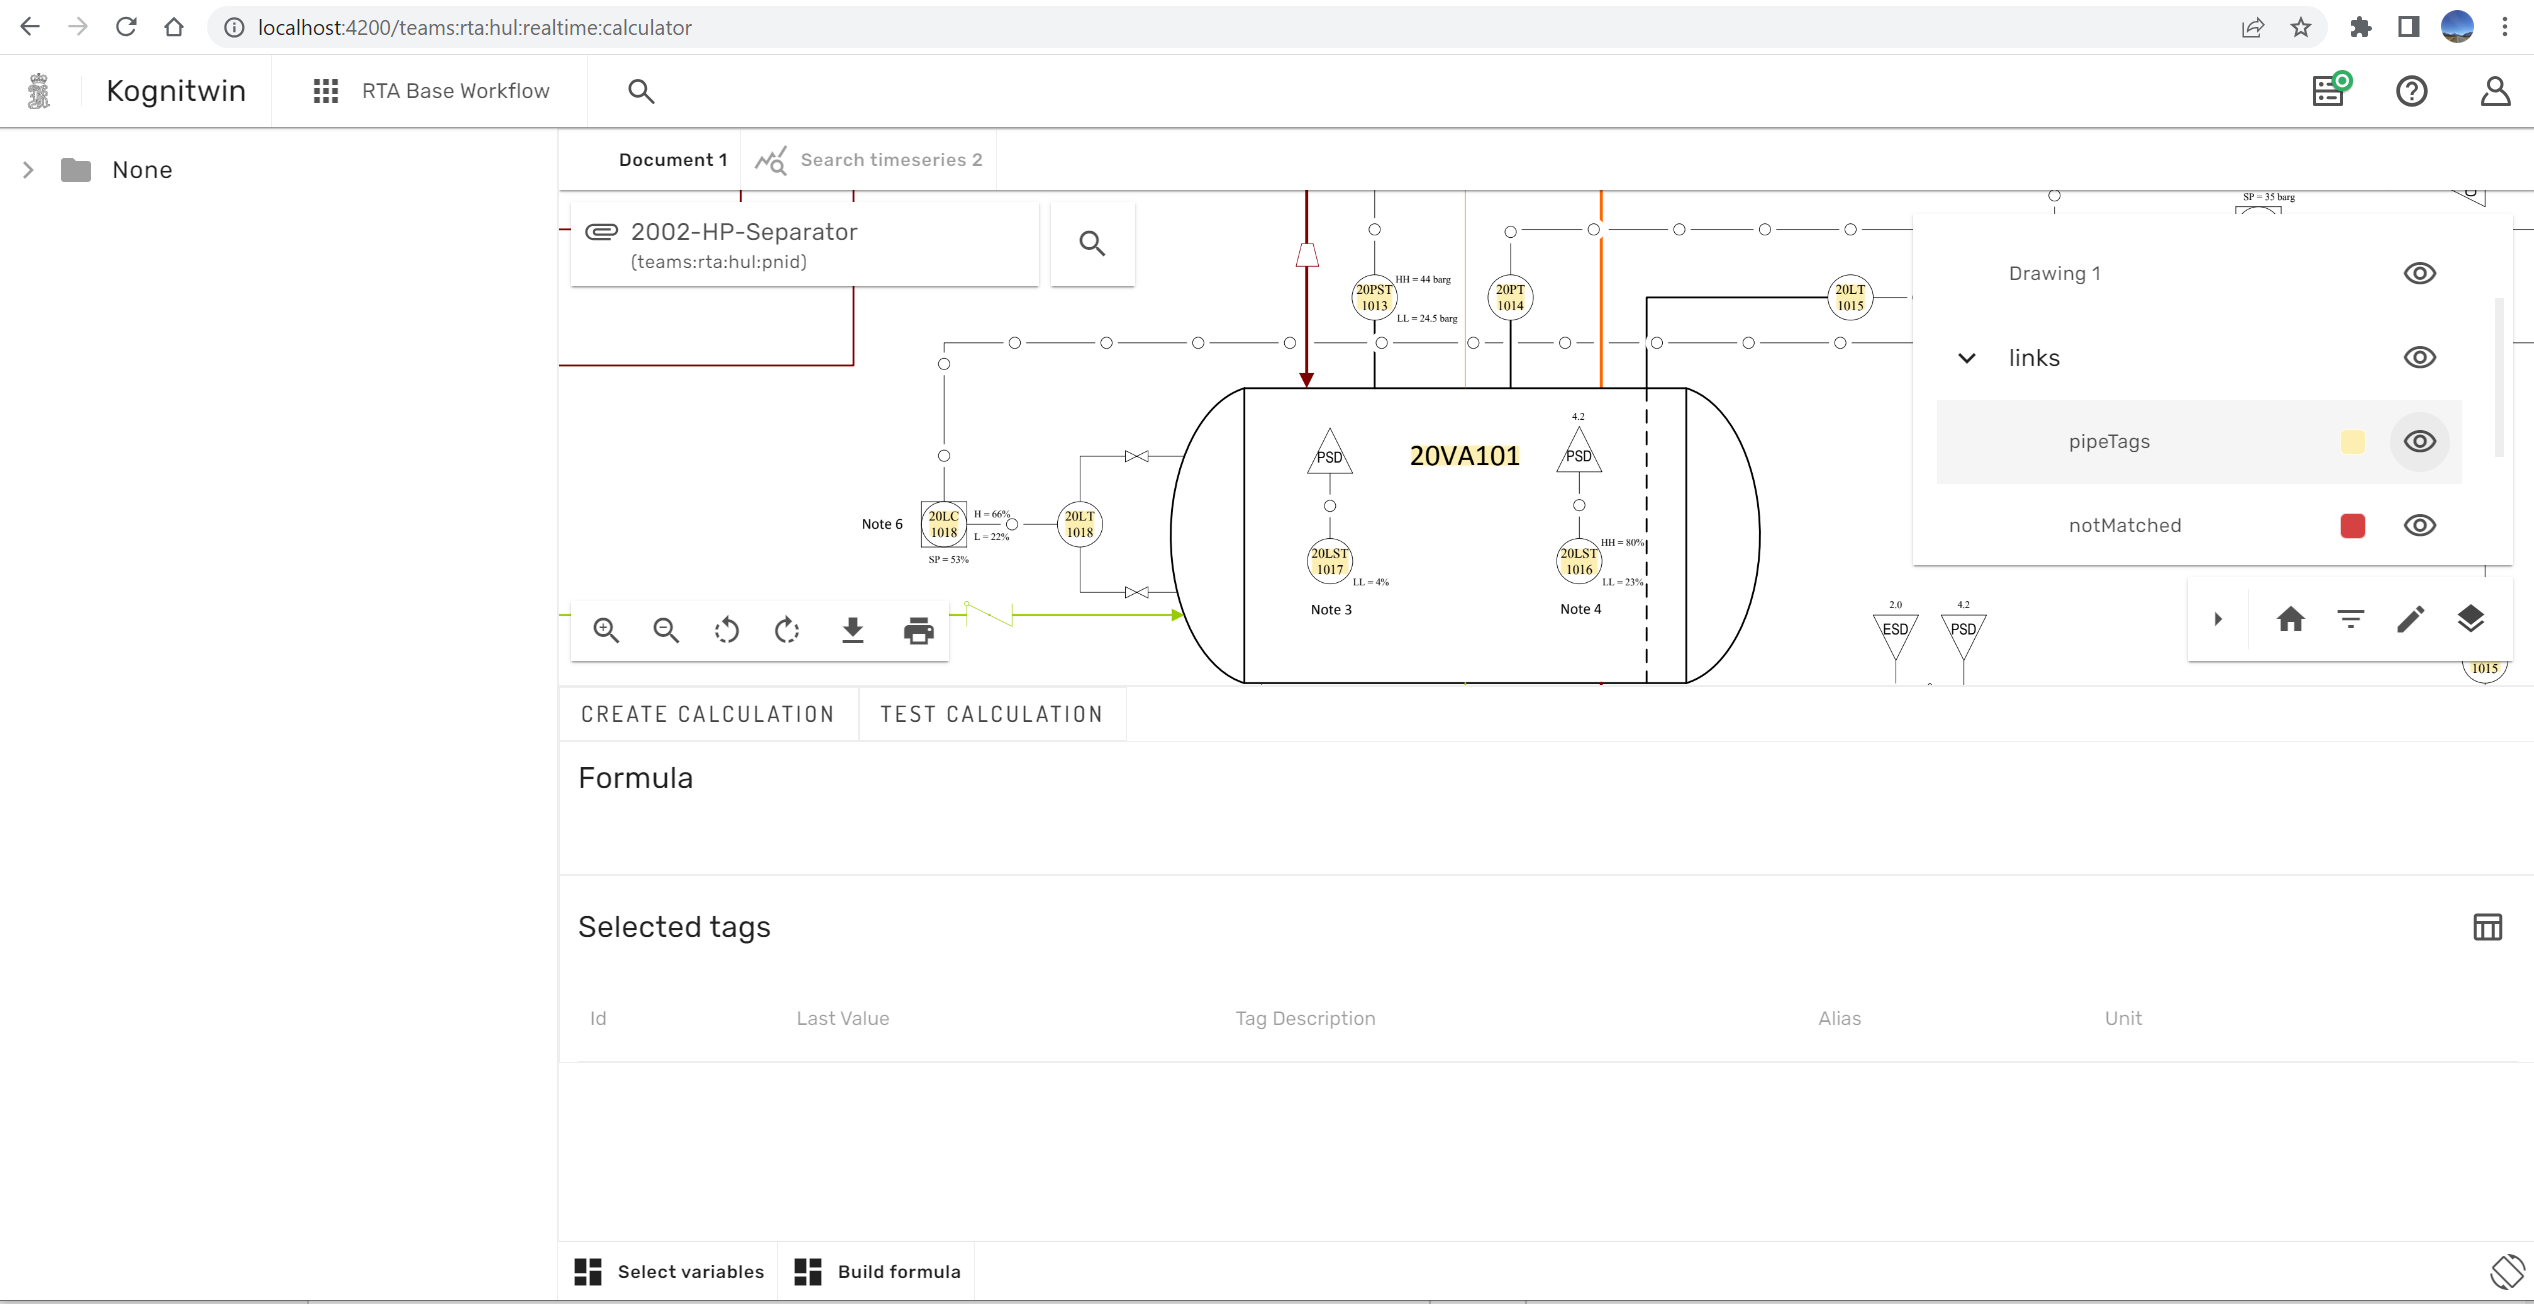 localhost:4200/teams:rta:hul:realtime:calculator
Kognitwin
RTA Base Workflow
None
Document 1
Search timeseries 2
2002-HP-Separator
(teams:rta:hul:pnid)
SP = 35 barg
20PST
1013
HH = 44 barg
LL = 24.5 barg
20PT
1014
20LT
1015
Drawing 1
links
pipeTags
notMatched
4.2
PSD
20VA101
PSD
Note 6
20LC
1018
H = 66%
L = 22%
SP = 53%
20LT
1018
20LST
1017
LL = 4%
Note 3
20LST
1016
HH = 80%
LL = 23%
Note 4
2.0
ESD
4.2
PSD
1015
CREATE CALCULATION
TEST CALCULATION
Formula
Selected tags
Id
Last Value
Tag Description
Alias
Unit
Select variables
Build formula